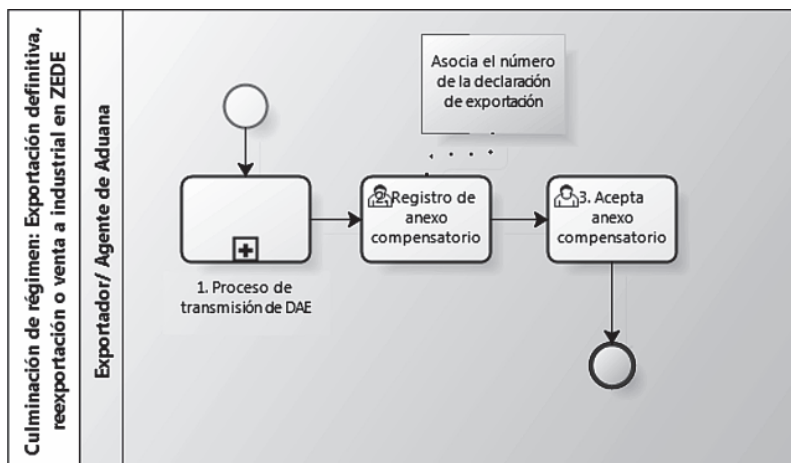 Culminación de régimen: Exportación definitiva,
reexportación o venta a industrial en ZEDE
Exportador/ Agente de Aduana
Asocia el número
de la declaración
de exportación
1. Proceso de
transmisión de DAE
2. Registro de
anexo
compensatorio
3. Acepta
anexo
compensatorio